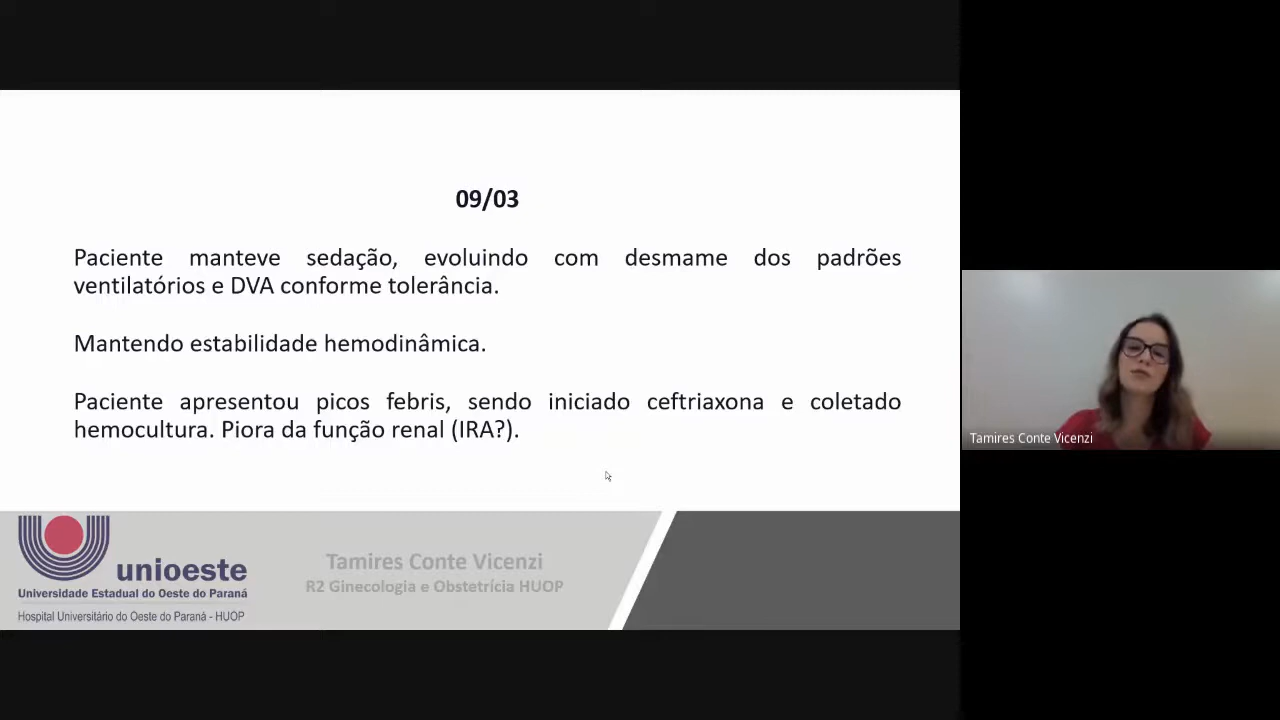 09/03
Paciente manteve sedação, evoluindo com desmame dos padrões
ventilatórios e DVA conforme tolerância.
Mantendo estabilidade hemodinâmica.
Paciente apresentou picos febris, sendo iniciado ceftriaxona e coletado
hemocultura. Piora da função renal (IRA?).
Tamires Conte Vicenzi
unioeste
Universidade Estadual do Oeste do Paraná
Hospital Universitário do Oeste do Paraná - HUOP
Tamires Conte Vicenzi
R2 Ginecologia e Obstetrícia HUOP